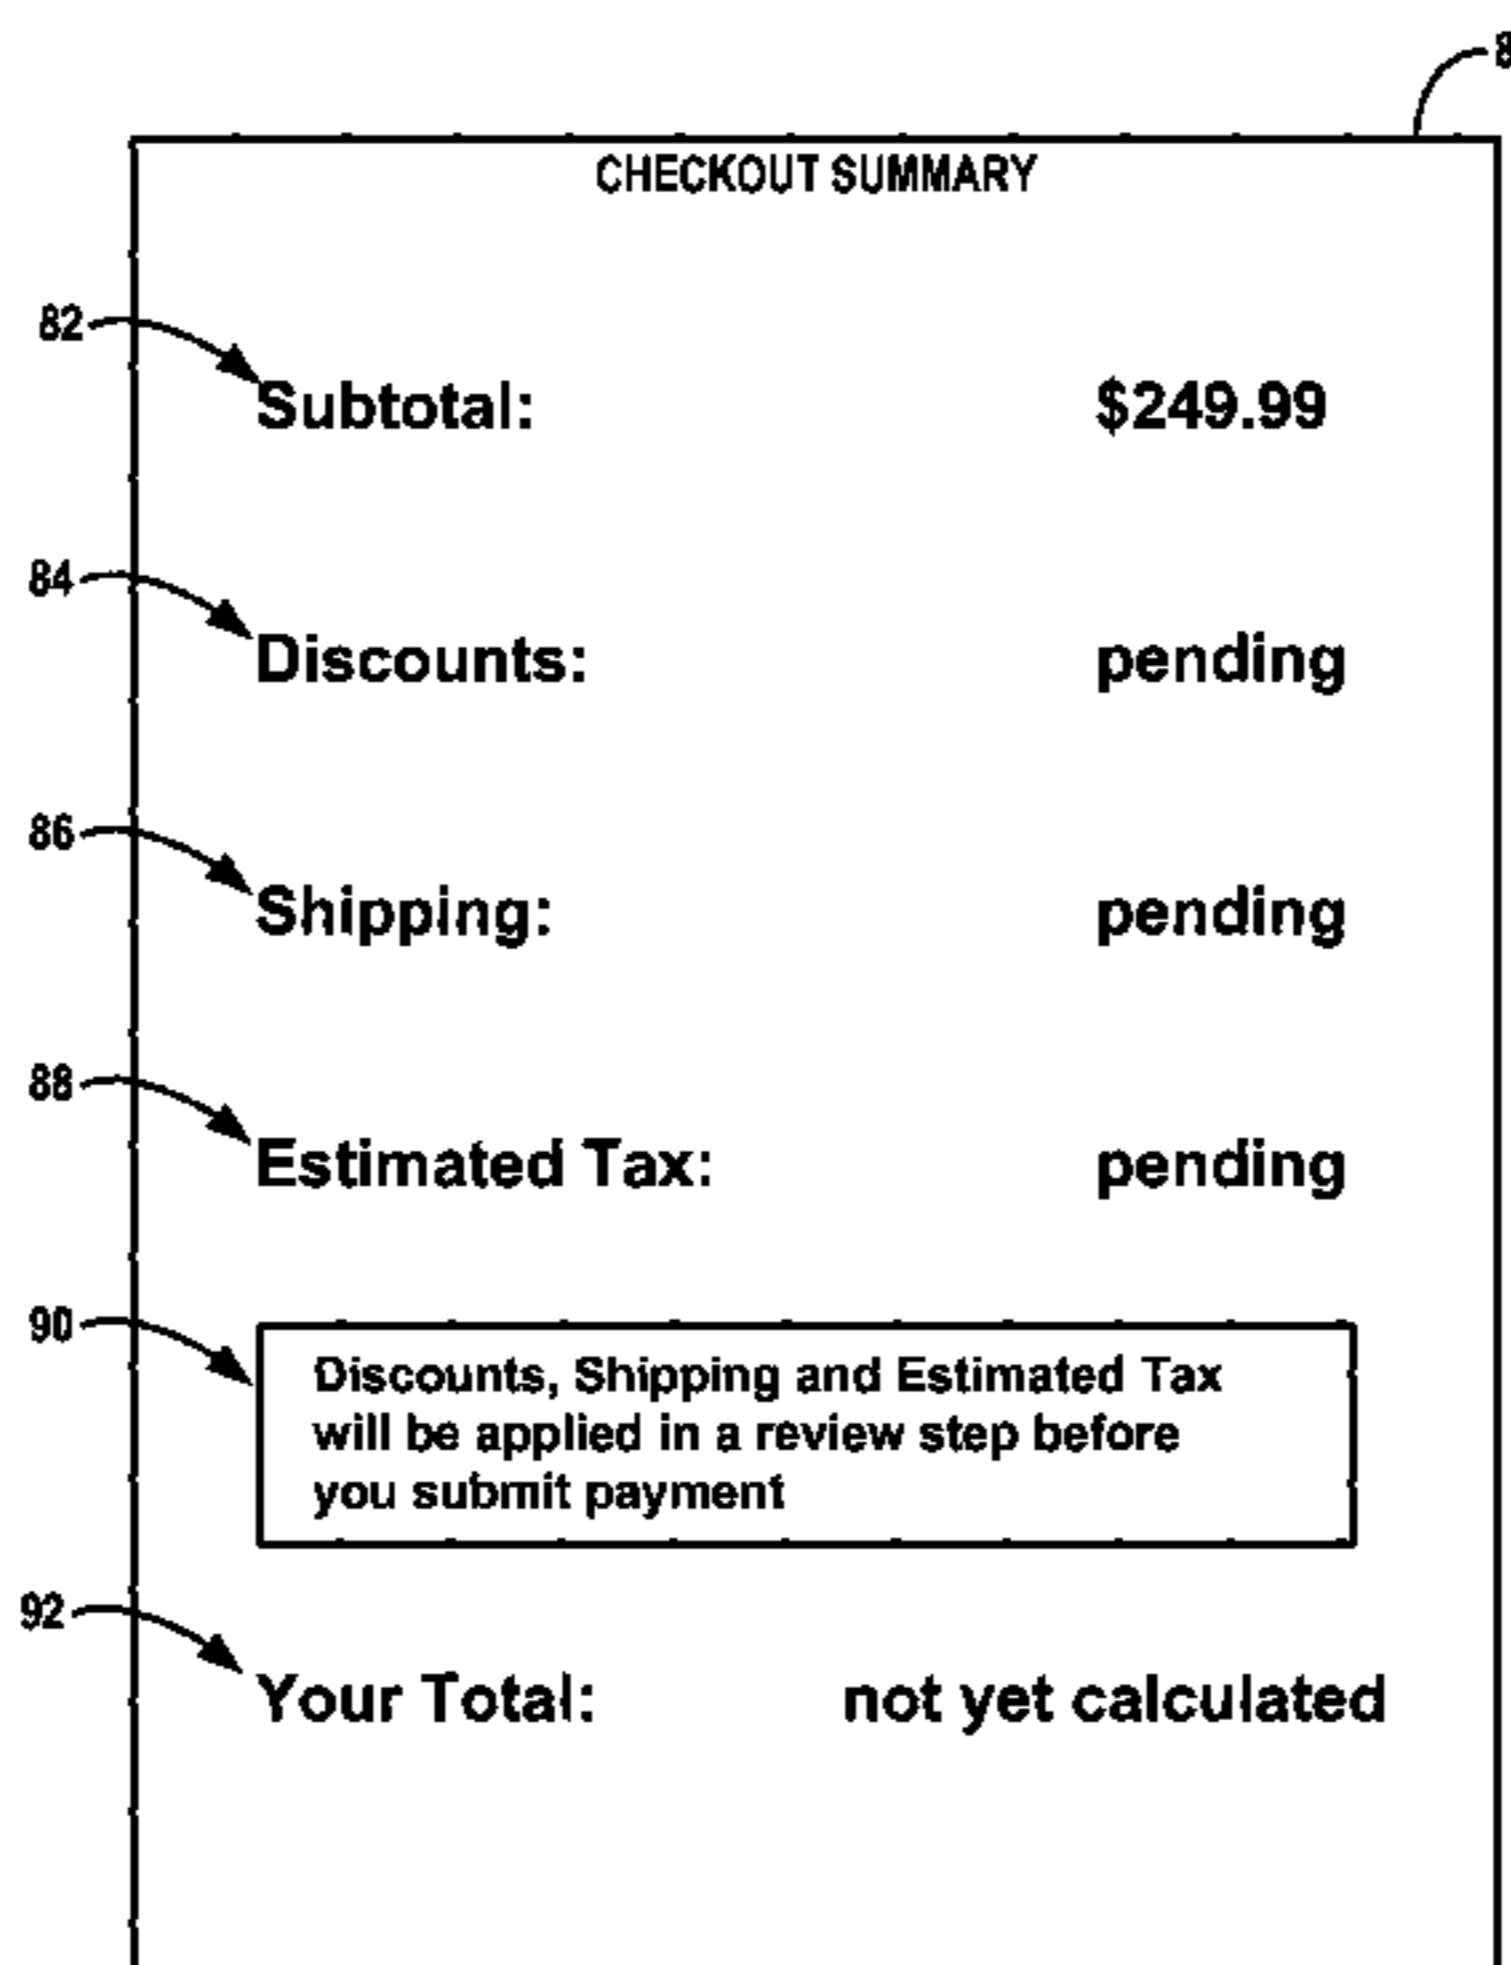 CHECKOUT SUMMARY
82
Subtotal: $249.99
84
Discounts: pending
86
Shipping: pending
88
Estimated Tax: pending
90
Discounts, Shipping and Estimated Tax
will be applied in a review step before
you submit payment
92
Your Total: not yet calculated